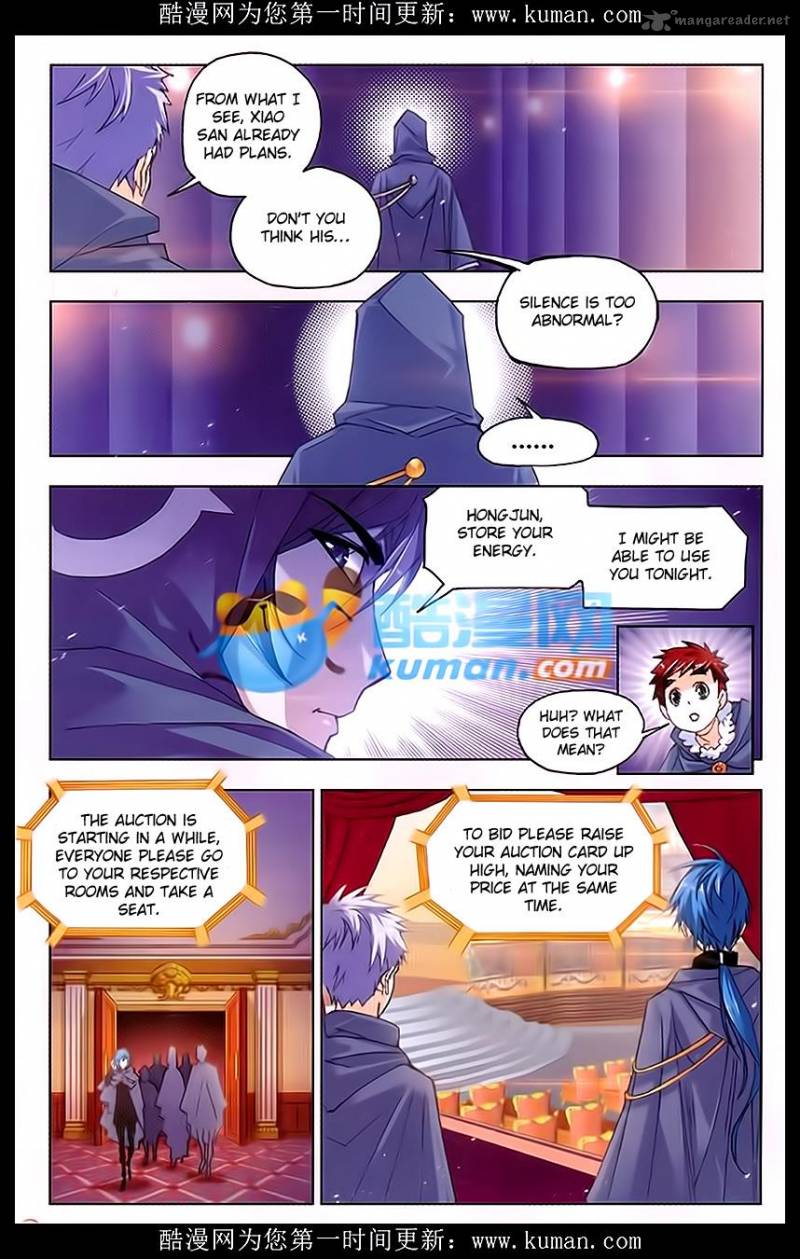 酷漫网为您第一时间更新：www.kuman.com
mangareader.net
FROM WHAT I
SEE, XIAO
SAN ALREADY
HAD PLANS.
DON'T YOU
THINK HIS...
SILENCE IS TOO
ABNORMAL?
......
HONGJUN,
STORE YOUR
ENERGY.
I MIGHT BE
ABLE TO USE
YOU TONIGHT.
K
酷漫网
kuman.com
HUH? WHAT
DOES THAT
MEAN?
THE AUCTION IS
STARTING IN A WHILE,
EVERYONE PLEASE GO
TO YOUR RESPECTIVE
ROOMS AND TAKE A
SEAT.
TO BID PLEASE RAISE
YOUR AUCTION CARD UP
HIGH, NAMING YOUR
PRICE AT THE SAME
TIME.
酷漫网为您第一时间更新：www.kuman.com